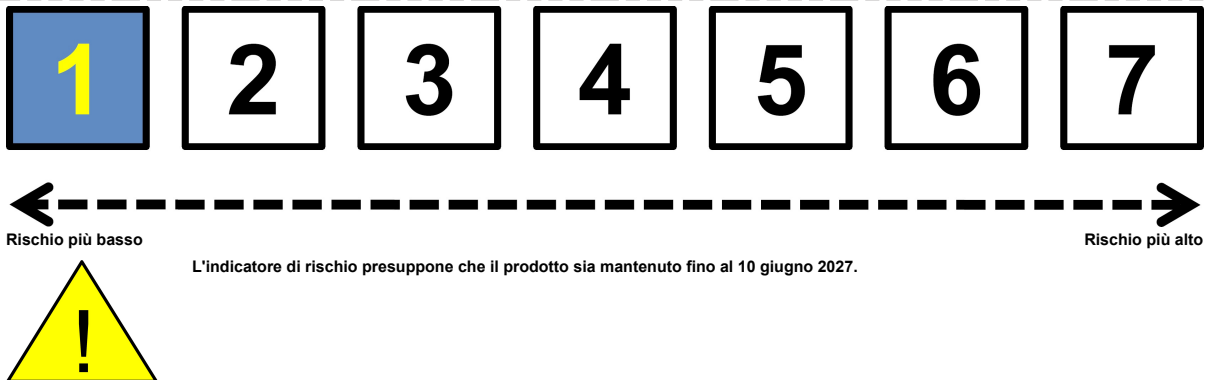 1 2 3 4 5 6 7
Rischio più basso Rischio più alto
L'indicatore di rischio presuppone che il prodotto sia mantenuto fino al 10 giugno 2027.
!